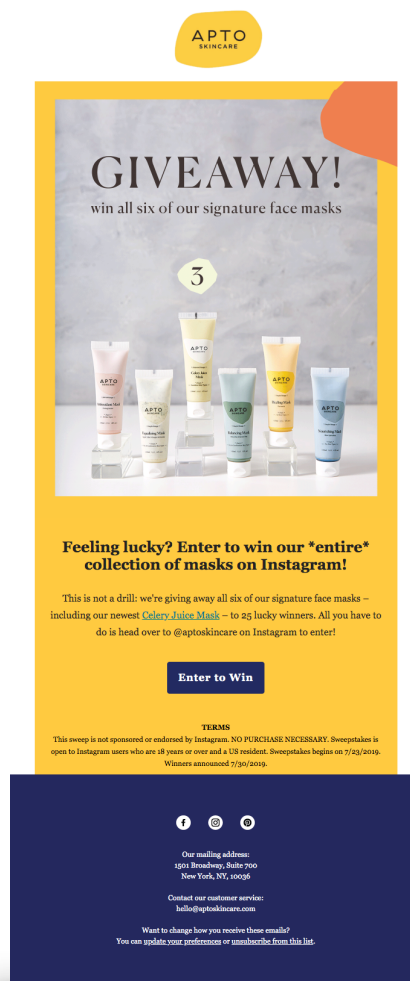 APTO
SKINCARE
GIVEAWAY!
win all six of our signature face masks
3
APTO
APTO
APTO
APTO
APTO
APTO
Feeling lucky? Enter to win our *entire*
collection of masks on Instagram!
This is not a drill: we're giving away all six of our signature face masks –
including our newest Celery Juice Mask – to 25 lucky winners. All you have to
do is head over to @aptoskincare on Instagram to enter!
Enter to Win
TERMS
This sweep is not sponsored or endorsed by Instagram. NO PURCHASE NECESSARY. Sweepstakes is
open to Instagram users who are 18 years or over and a US resident. Sweepstakes begins on 7/23/2019.
Winners announced 7/30/2019.
Our mailing address:
1501 Broadway, Suite 700
New York, NY, 10036
Contact our customer service:
hello@aptoskincare.com
Want to change how you receive these emails?
You can update your preferences or unsubscribe from this list.